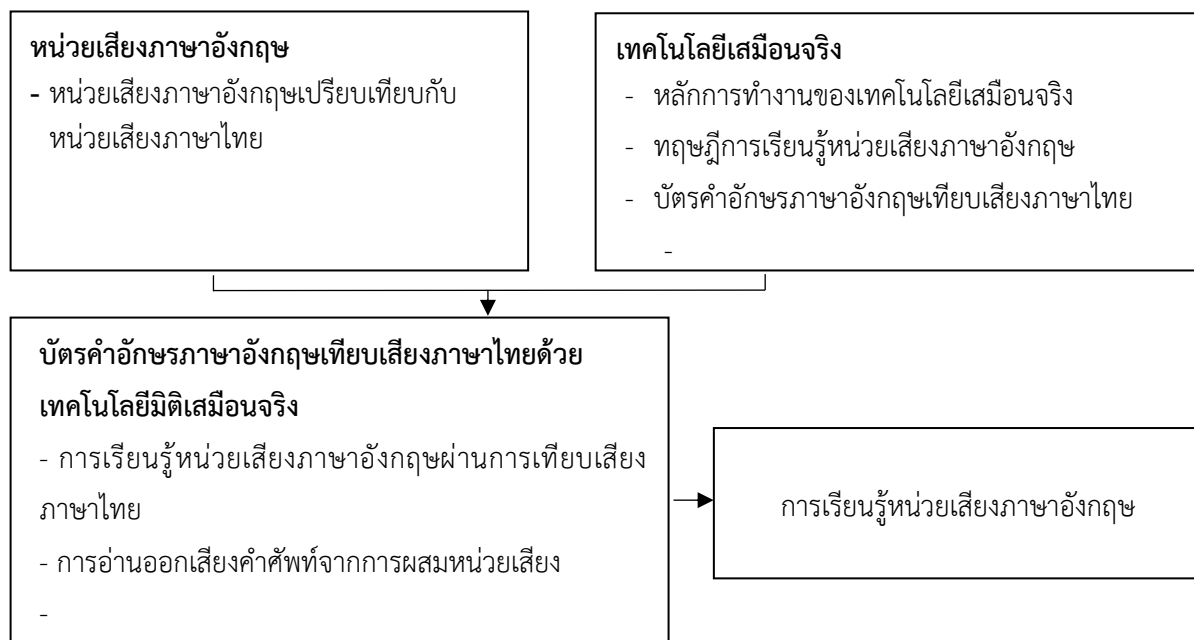 หน่วยเสียงภาษาอังกฤษ
- หน่วยเสียงภาษาอังกฤษเปรียบเทียบกับ
หน่วยเสียงภาษาไทย
เทคโนโลยีเสมือนจริง
- หลักการทำงานของเทคโนโลยีเสมือนจริง
- ทฤษฎีการเรียนรู้หน่วยเสียงภาษาอังกฤษ
- บัตรคำอักษรภาษาอังกฤษเทียบเสียงภาษาไทย
-
บัตรคำอักษรภาษาอังกฤษเทียบเสียงภาษาไทยด้วย
เทคโนโลยีมิติเสมือนจริง
- การเรียนรู้หน่วยเสียงภาษาอังกฤษผ่านการเทียบเสียง
ภาษาไทย
- การอ่านออกเสียงคำศัพท์จากการผสมหน่วยเสียง
-
การเรียนรู้หน่วยเสียงภาษาอังกฤษ